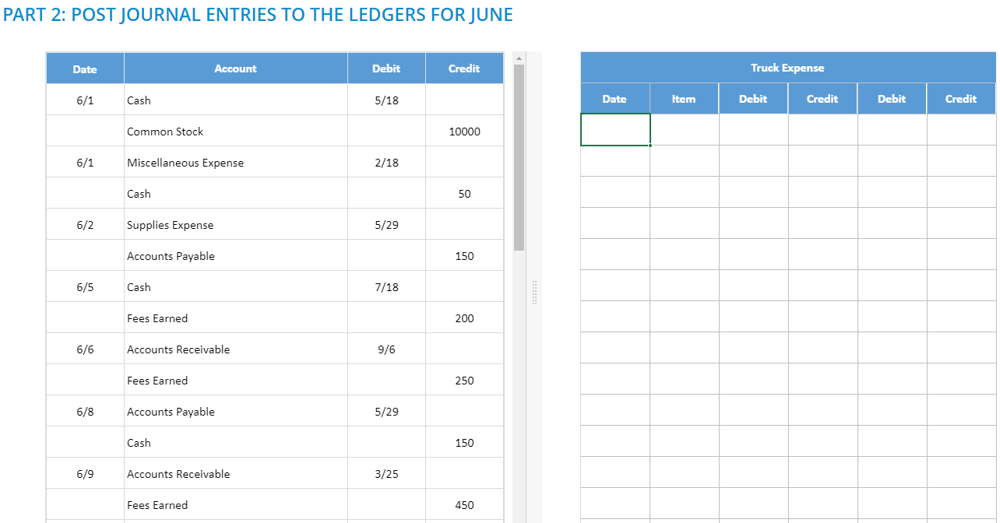 PART 2: POST JOURNAL ENTRIES TO THE LEDGERS FOR JUNE
Date Account Debit Credit
6/1 Cash 5/18
Common Stock 10000
6/1 Miscellaneous Expense 2/18
Cash 50
6/2 Supplies Expense 5/29
Accounts Payable 150
6/5 Cash 7/18
Fees Earned 200
6/6 Accounts Receivable 9/6
Fees Earned 250
6/8 Accounts Payable 5/29
Cash 150
6/9 Accounts Receivable 3/25
Fees Earned 450
Truck Expense
Date Item Debit Credit Debit Credit